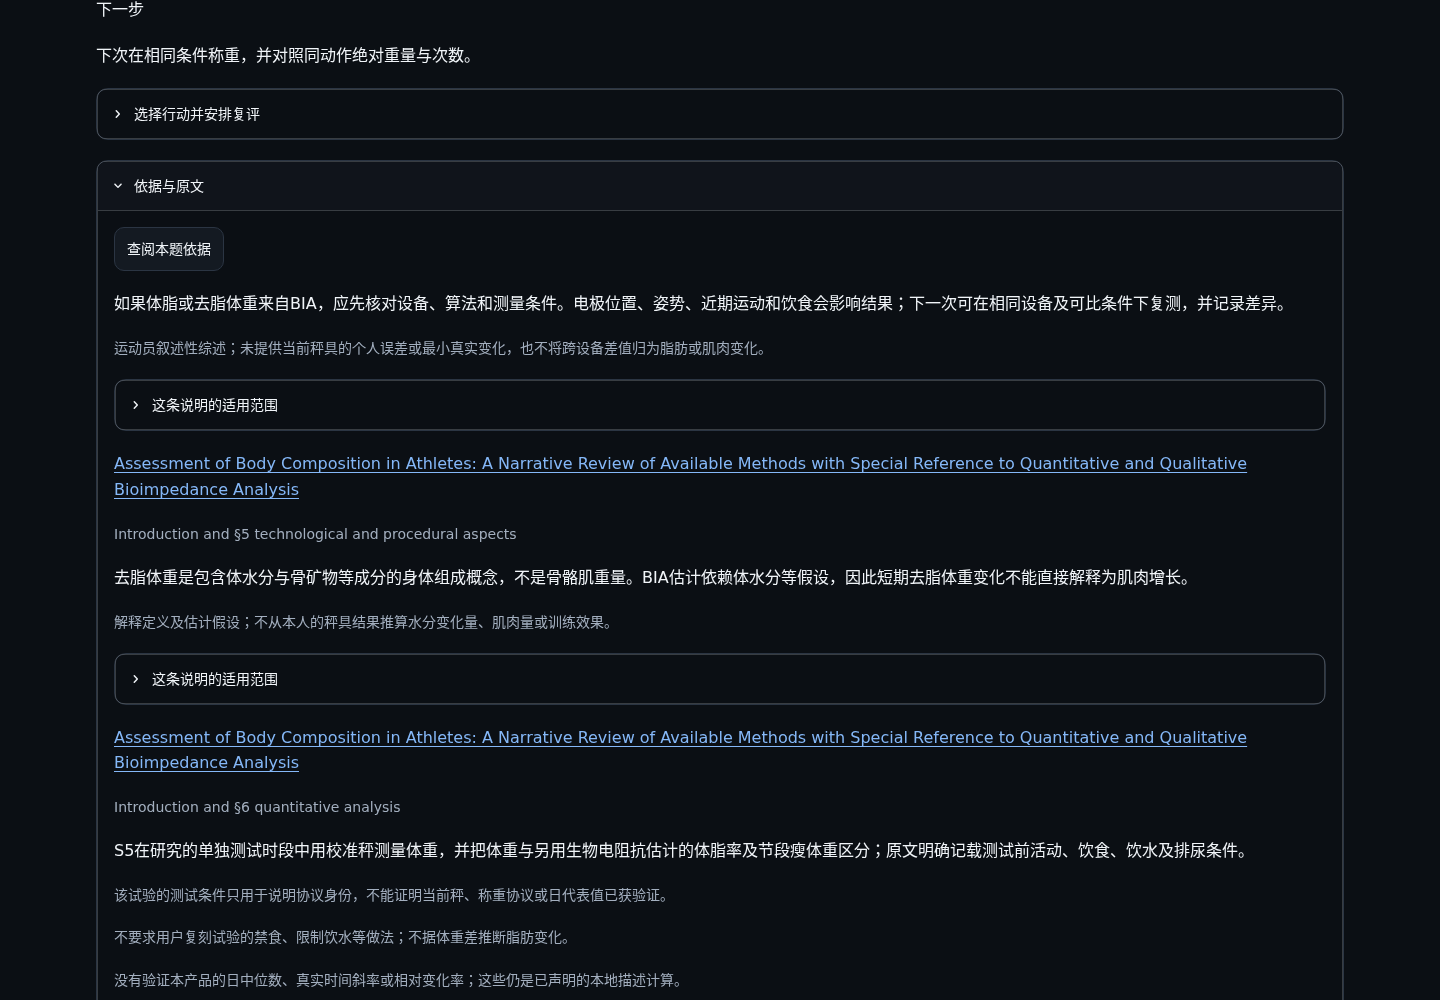 下一步
下次在相同条件称重，并对照同动作绝对重量与次数。
选择行动并安排复评
依据与原文
查阅本题依据
如果体脂或去脂体重来自BIA，应先核对设备、算法和测量条件。电极位置、姿势、近期运动和饮食会影响结果；下一次可在相同设备及可比条件下复测，并记录差异。
运动员叙述性综述；未提供当前秤具的个人误差或最小真实变化，也不将跨设备差值归为脂肪或肌肉变化。
这条说明的适用范围
Assessment of Body Composition in Athletes: A Narrative Review of Available Methods with Special Reference to Quantitative and Qualitative
Bioimpedance Analysis
Introduction and §5 technological and procedural aspects
去脂体重是包含体水分与骨矿物等成分的身体组成概念，不是骨骼肌重量。BIA估计依赖体水分等假设，因此短期去脂体重变化不能直接解释为肌肉增长。
解释定义及估计假设；不从本人的秤具结果推算水分变化量、肌肉量或训练效果。
这条说明的适用范围
Assessment of Body Composition in Athletes: A Narrative Review of Available Methods with Special Reference to Quantitative and Qualitative
Bioimpedance Analysis
Introduction and §6 quantitative analysis
S5在研究的单独测试时段中用校准秤测量体重，并把体重与另用生物电阻抗估计的体脂率及节段瘦体重区分；原文明确记载测试前活动、饮食、饮水及排尿条件。
该试验的测试条件只用于说明协议身份，不能证明当前秤、称重协议或日代表值已获验证。
不要求用户复刻试验的禁食、限制饮水等做法；不据体重差推断脂肪变化。
没有验证本产品的日中位数、真实时间斜率或相对变化率；这些仍是已声明的本地描述计算。